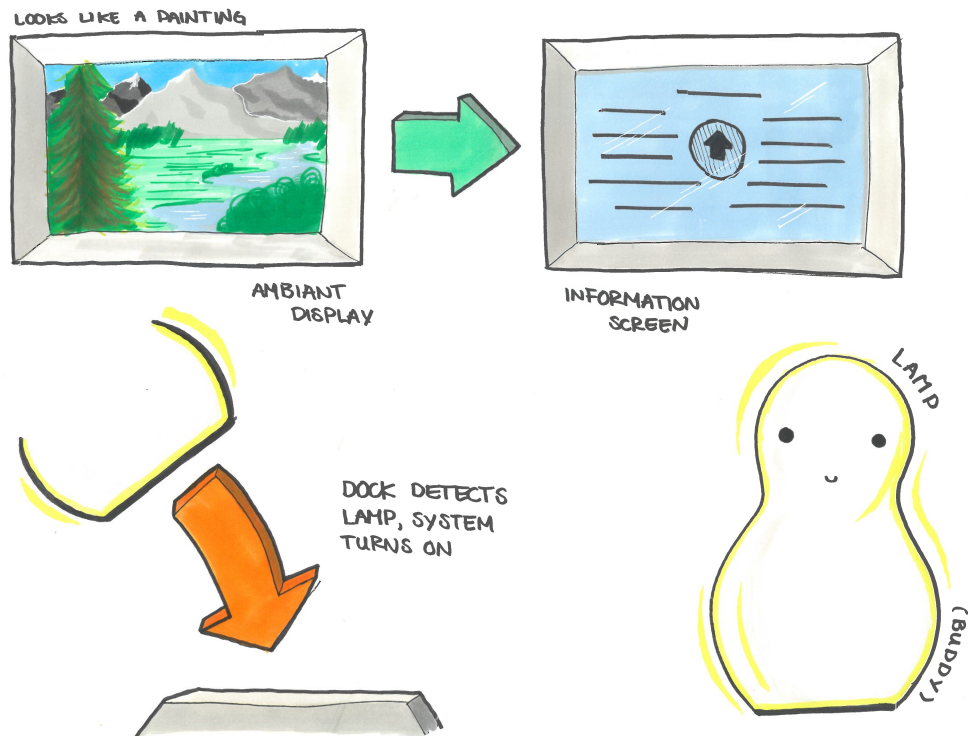 LOOKS LIKE A PAINTING
AMBIANT
DISPLAY
INFORMATION
SCREEN
LAMP
DOCK DETECTS
LAMP, SYSTEM
TURNS ON
(BUDDY)